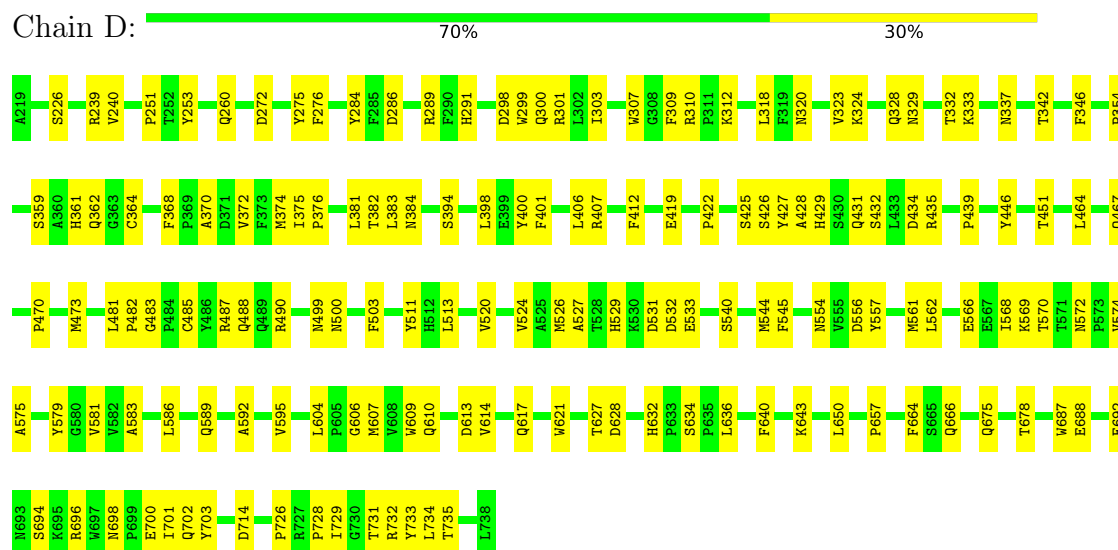 Chain D:
70% 30%
A219 S226 R239 V240 P251 T252 Y253 Q260 D272 Y275 F276 Y284 F285 D286 R289 F290 H291 D298 W299 Q300 R301 L302 I303 W307 G308 F309 R310 P311 K312 L318 F319 N320 V323 K324 Q328 N329 T332 K333 N337 T342 F346
S359 A360 H361 Q362 G363 C364 F368 P369 A370 D371 V372 F373 M374 I375 P376 L381 T382 L383 N384 S394 L398 E399 Y400 F401 L406 R407 F412 E419 P422 S425 S426 Y427 A428 H429 S430 Q431 S432 L433 D434 R435 P439 Y446 T451 L464
P470 M473 L481 P482 G483 P484 C485 Y486 R487 Q488 Q489 R490 N499 N500 F503 Y511 H512 L513 V520 V524 A525 M526 A527 T528 H529 K530 D531 D532 E533 S540 M544 F545 N554 V555 D556 Y557 M561 L562 E566 E567 I568 K569 T570 T571 N572 P573
A575 Y579 G580 V581 V582 A583 L586 Q589 A592 V595 L604 P605 G606 M607 V608 W609 Q610 D613 V614 Q617 W621 T627 D628 H632 P633 S634 P635 L636 F640 K643 L650 P657 F664 S665 Q666 Q675 T678 W687 E688
N693 S694 K695 R696 W697 N698 P699 E700 I701 Q702 Y703 D714 P726 R727 P728 I729 G730 T731 R732 Y733 L734 T735 L738